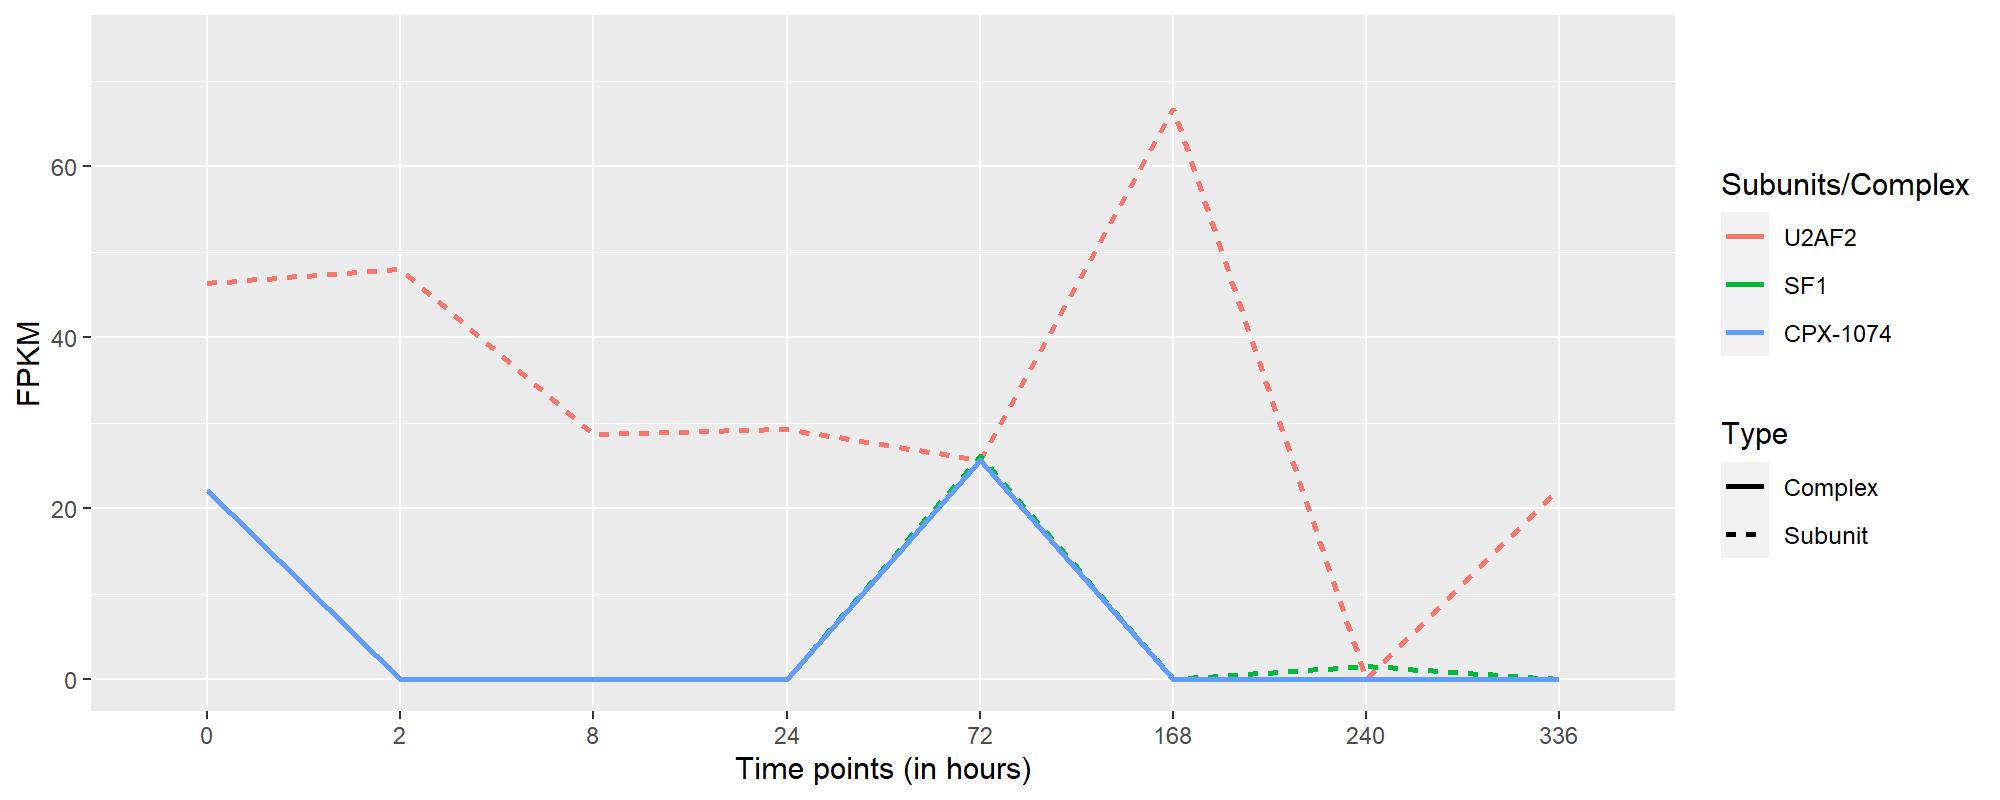 FPKM
60
40
20
0
0 2 8 24 72 168 240 336
Time points (in hours)
Subunits/Complex
U2AF2
SF1
CPX-1074
Type
Complex
Subunit